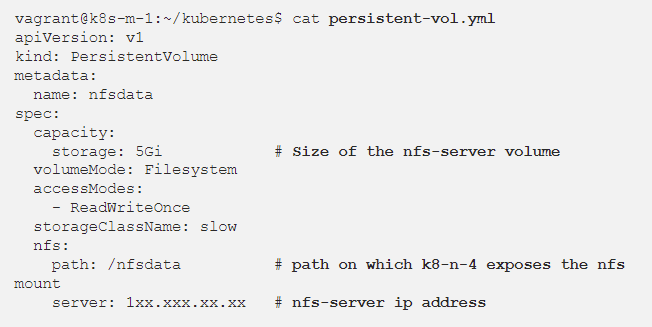 vagrant@k8s-m-1:~/kubernetes$ cat persistent-vol.yml
apiVersion: v1
kind: PersistentVolume
metadata:
  name: nfsdata
spec:
  capacity:
    storage: 5Gi            # Size of the nfs-server volume
  volumeMode: Filesystem
  accessModes:
    - ReadWriteOnce
  storageClassName: slow
  nfs:
    path: /nfsdata          # path on which k8-n-4 exposes the nfs
mount
    server: 1xx.xxx.xx.xx   # nfs-server ip address